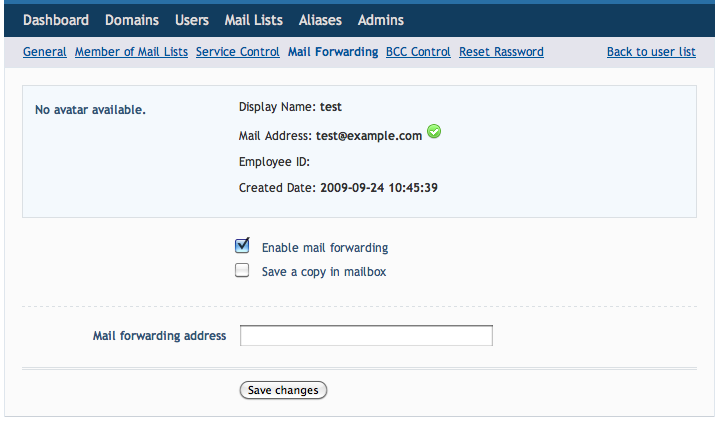 Dashboard Domains Users Mail Lists Aliases Admins
General Member of Mail Lists Service Control Mail Forwarding BCC Control Reset Rassword Back to user list
No avatar available.
Display Name: test
Mail Address: test@example.com
Employee ID:
Created Date: 2009-09-24 10:45:39
Enable mail forwarding
Save a copy in mailbox
Mail forwarding address
Save changes